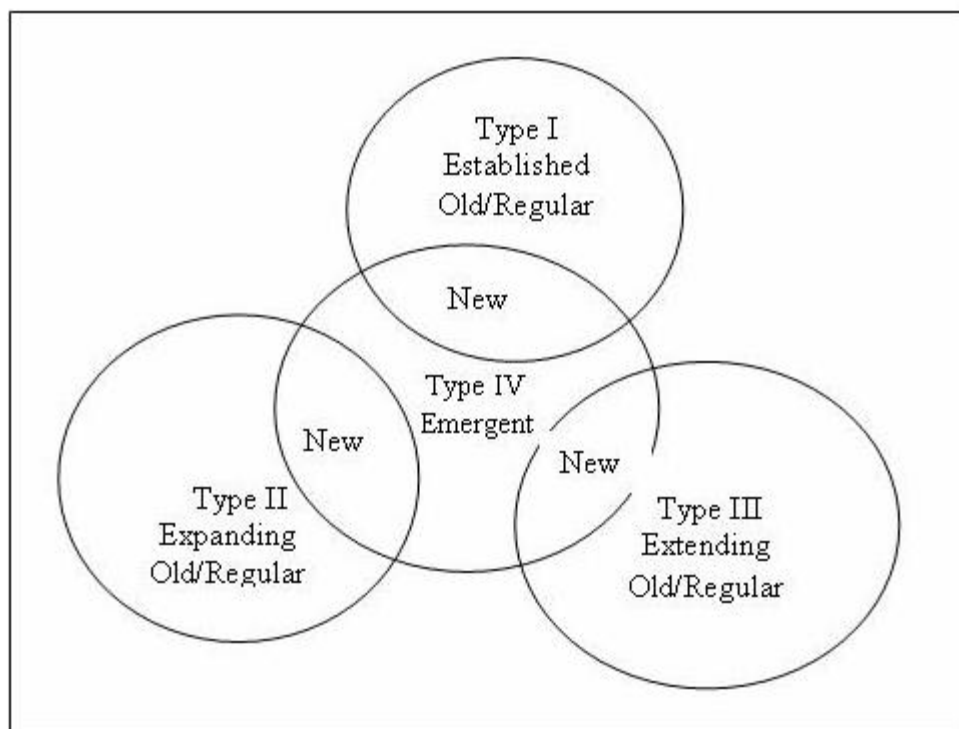 Type I
Established
Old/Regular
New
Type IV
Emergent
New
New
Type II
Expanding
Old/Regular
Type III
Extending
Old/Regular